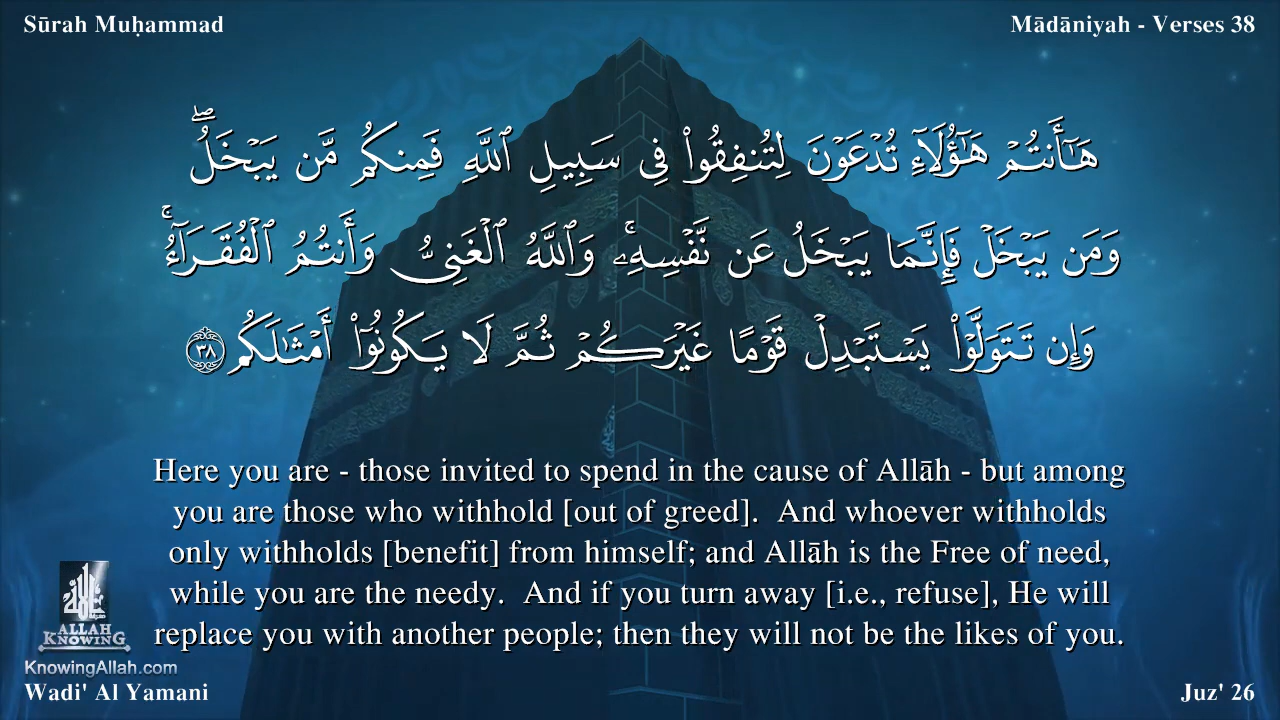 Sūrah Muḥammad
Mādāniyah - Verses 38
هَـٰٓأَنتُمْ هَـٰٓؤُلَآءِ تُدْعَوْنَ لِتُنفِقُوا۟ فِى سَبِيلِ ٱللَّهِ فَمِنكُم مَّن يَبْخَلُ ۖ
وَمَن يَبْخَلْ فَإِنَّمَا يَبْخَلُ عَن نَّفْسِهِۦ ۚ وَٱللَّهُ ٱلْغَنِىُّ وَأَنتُمُ ٱلْفُقَرَآءُ ۚ
وَإِن تَتَوَلَّوْا۟ يَسْتَبْدِلْ قَوْمًا غَيْرَكُمْ ثُمَّ لَا يَكُونُوٓا۟ أَمْثَـٰلَكُم ٣٨
Here you are - those invited to spend in the cause of Allāh - but among
you are those who withhold [out of greed].  And whoever withholds
only withholds [benefit] from himself; and Allāh is the Free of need,
while you are the needy.  And if you turn away [i.e., refuse], He will
replace you with another people; then they will not be the likes of you.
ALLAH
KNOWING
KnowingAllah.com
Wadi' Al Yamani
Juz' 26